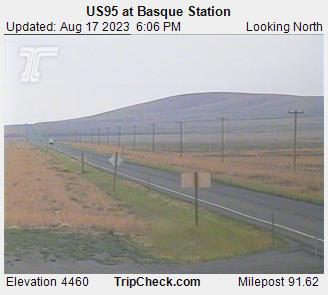 US95 at Basque Station
Updated: Aug 17 2023 6:06 PM Looking North
Elevation 4460 TripCheck.com Milepost 91.62